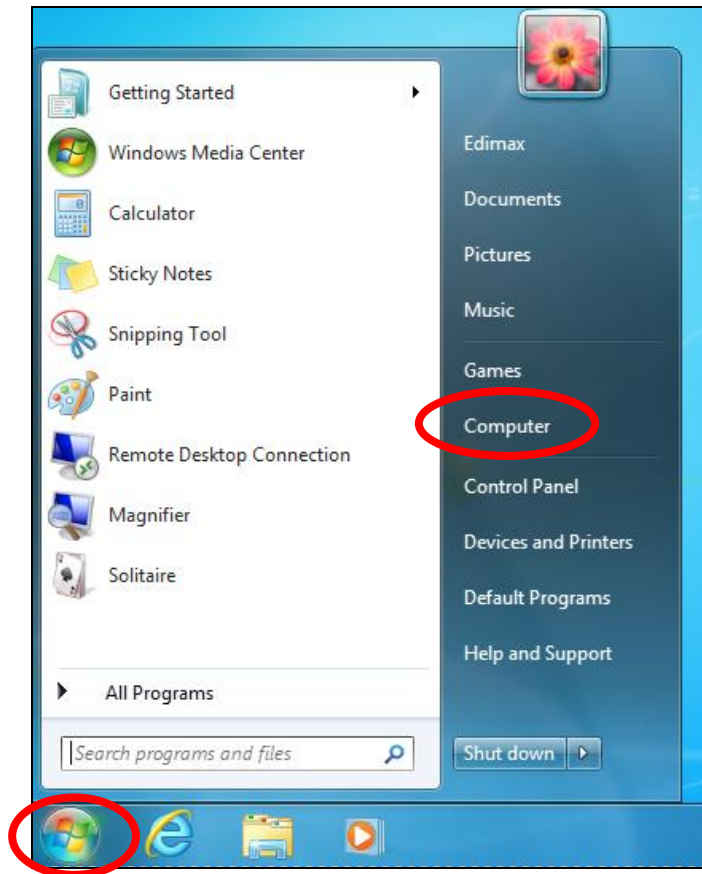 Getting Started
Windows Media Center
Calculator
Sticky Notes
Snipping Tool
Paint
Remote Desktop Connection
Magnifier
Solitaire
All Programs
Search programs and files
Edimax
Documents
Pictures
Music
Games
Computer
Control Panel
Devices and Printers
Default Programs
Help and Support
Shut down